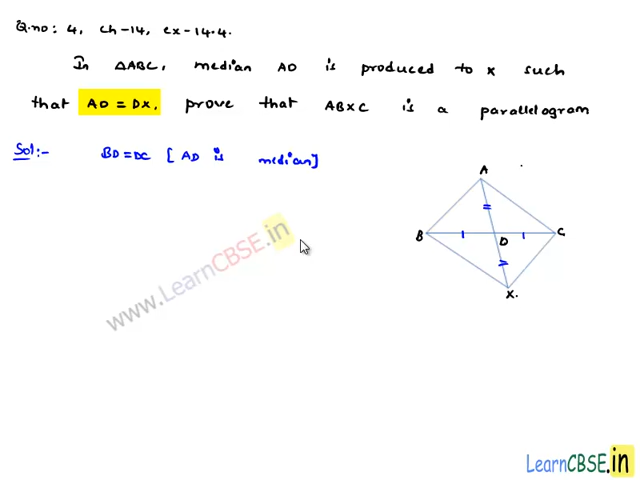 Q.no: 4, ch-14, ex-14.4.
In ΔABC, median AD is produced to x such
that AD = DX, prove that ABXC is a parallelogram
Sol:- BD=DC [AD is median]
A
B
D
C
X.
www.LearnCBSE.in
LearnCBSE.in